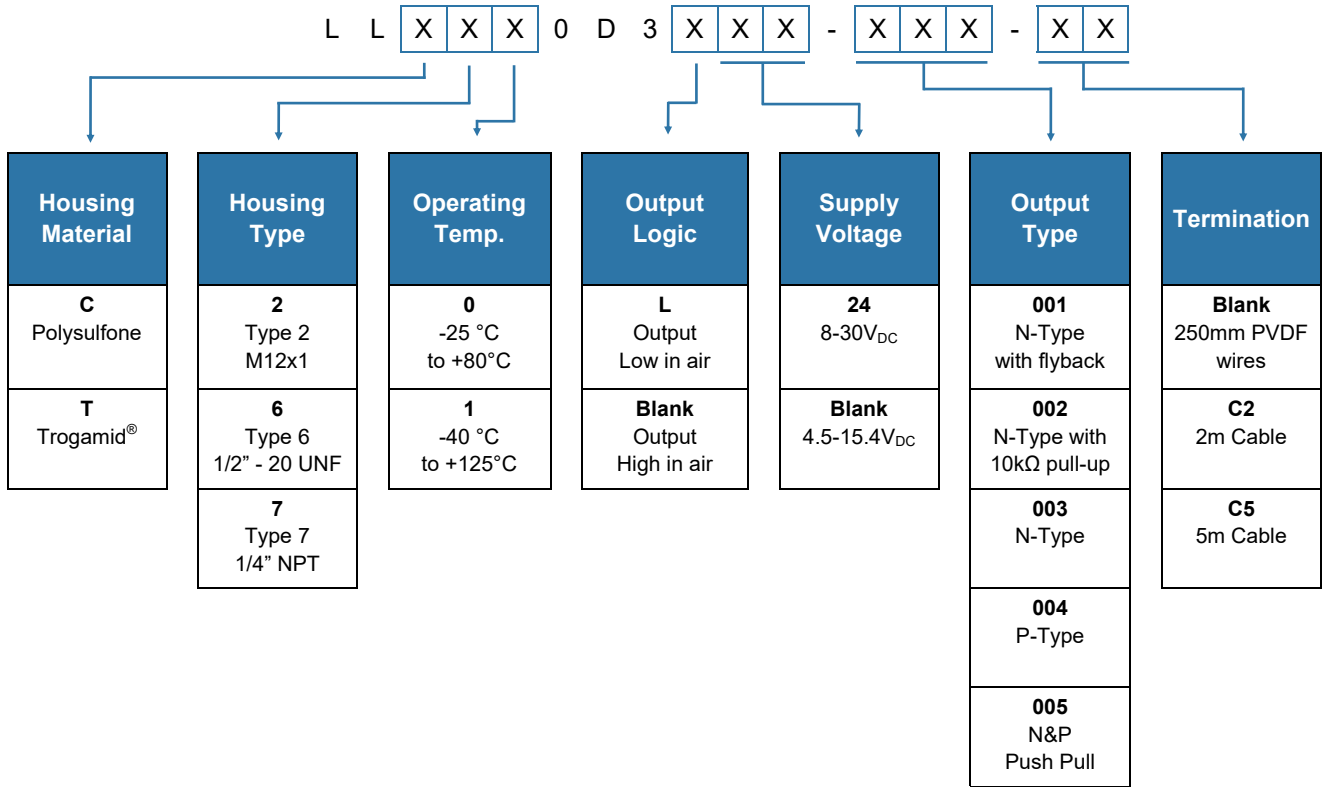 L L X X X 0 D 3 X X X - X X X - X X
Housing
Material
C
Polysulfone
T
Trogamid®
Housing
Type
2
Type 2
M12x1
6
Type 6
1/2” - 20 UNF
7
Type 7
1/4” NPT
Operating
Temp.
0
-25 °C
to +80°C
1
-40 °C
to +125°C
Output
Logic
L
Output
Low in air
Blank
Output
High in air
Supply
Voltage
24
8-30VDC
Blank
4.5-15.4VDC
Output
Type
001
N-Type
with flyback
002
N-Type with
10kΩ pull-up
003
N-Type
004
P-Type
005
N&P
Push Pull
Termination
Blank
250mm PVDF
wires
C2
2m Cable
C5
5m Cable